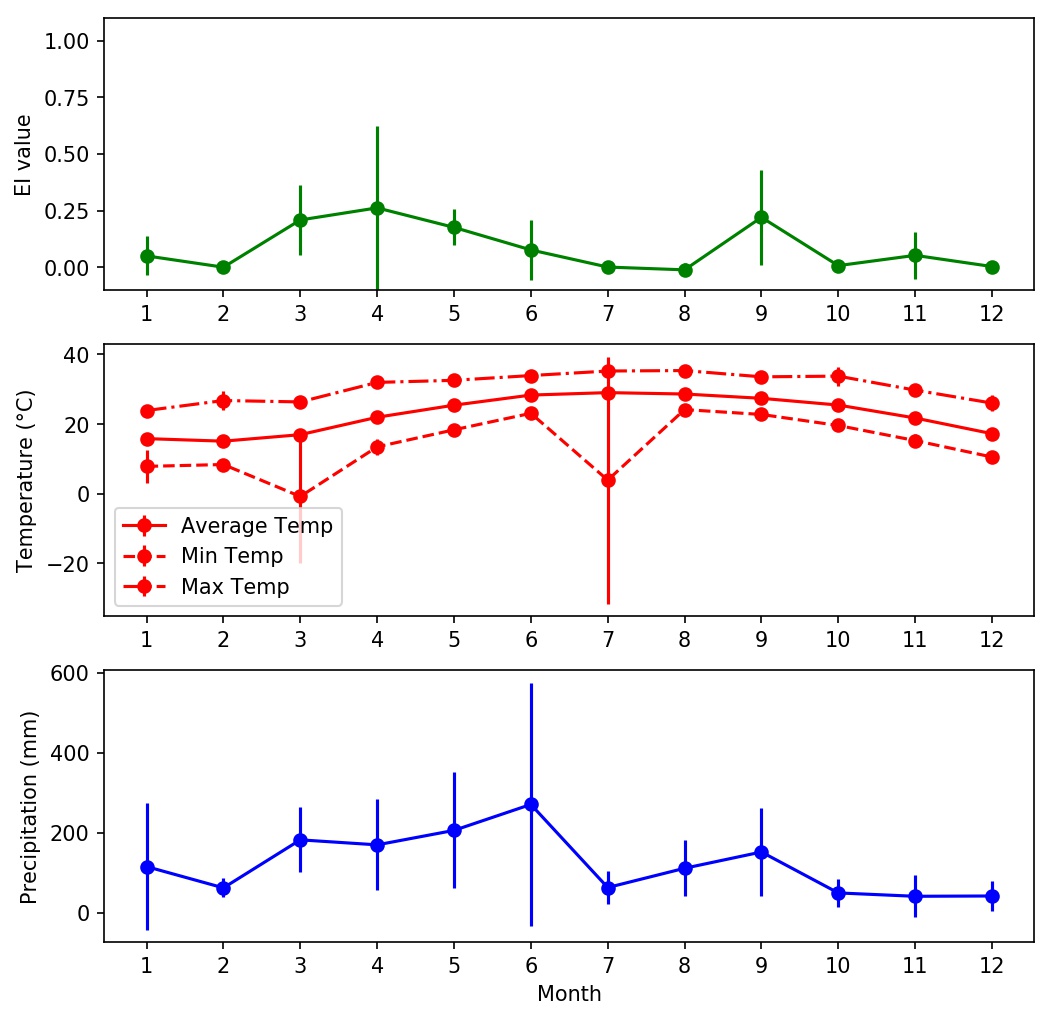 EI value
1.00
0.75
0.50
0.25
0.00
1 2 3 4 5 6 7 8 9 10 11 12
Temperature (°C)
40
20
0
−20
Average Temp
Min Temp
Max Temp
1 2 3 4 5 6 7 8 9 10 11 12
Precipitation (mm)
600
400
200
0
1 2 3 4 5 6 7 8 9 10 11 12
Month